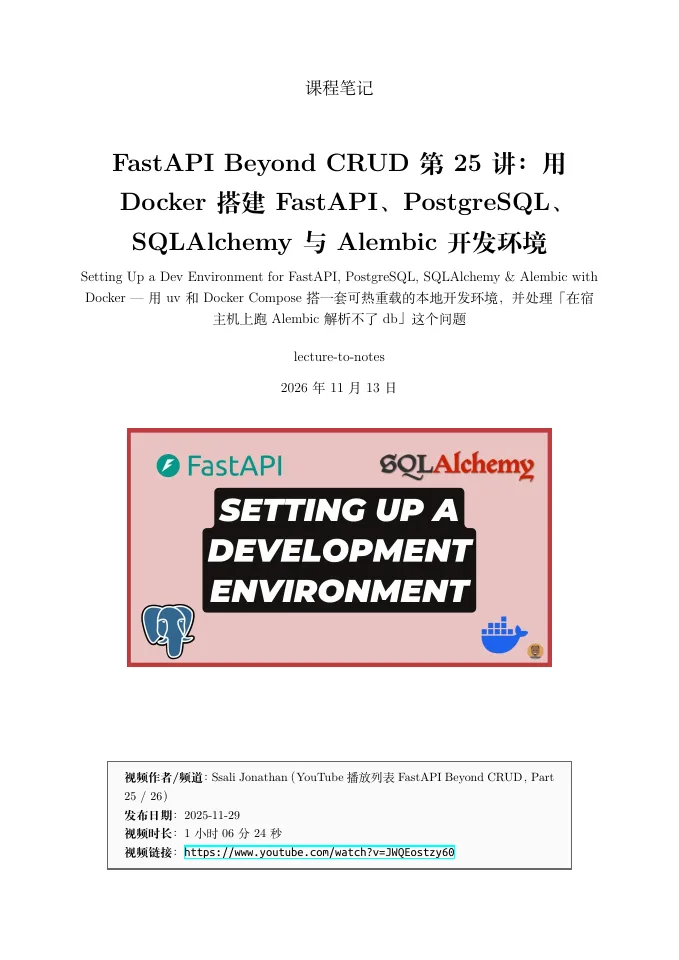 课程笔记
FastAPI Beyond CRUD 第 25 讲：用
Docker 搭建 FastAPI、PostgreSQL、
SQLAlchemy 与 Alembic 开发环境
Setting Up a Dev Environment for FastAPI, PostgreSQL, SQLAlchemy & Alembic with
Docker — 用 uv 和 Docker Compose 搭一套可热重载的本地开发环境，并处理「在宿
主机上跑 Alembic 解析不了 db」这个问题
lecture-to-notes
2026 年 11 月 13 日
FastAPI
SQLAlchemy
SETTING UP A
DEVELOPMENT
ENVIRONMENT
视频作者/频道：Ssali Jonathan（YouTube 播放列表 FastAPI Beyond CRUD，Part
25 / 26）
发布日期：2025-11-29
视频时长：1 小时 06 分 24 秒
视频链接：https://www.youtube.com/watch?v=JWQEostzy60